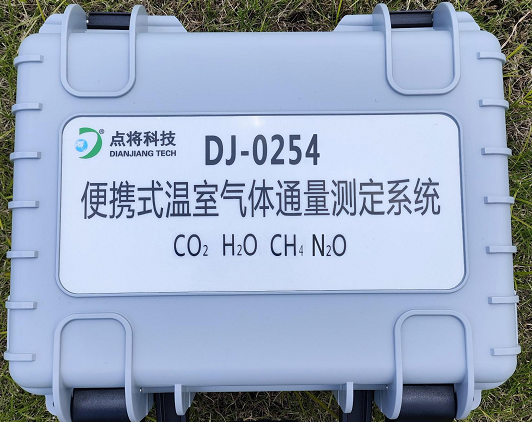 点将科技
DIANJIANG TECH
DJ-0254
便携式温室气体通量测定系统
CO₂ H₂O CH₄ N₂O